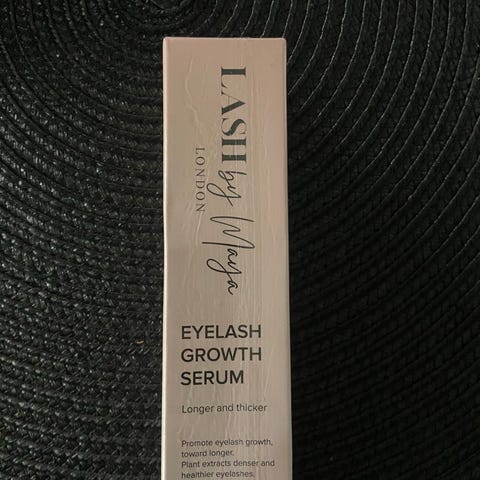 LASH by Maya
LONDON
EYELASH
GROWTH
SERUM
Longer and thicker
Promote eyelash growth,
toward longer.
Plant extracts denser and
healthier eyelashes.